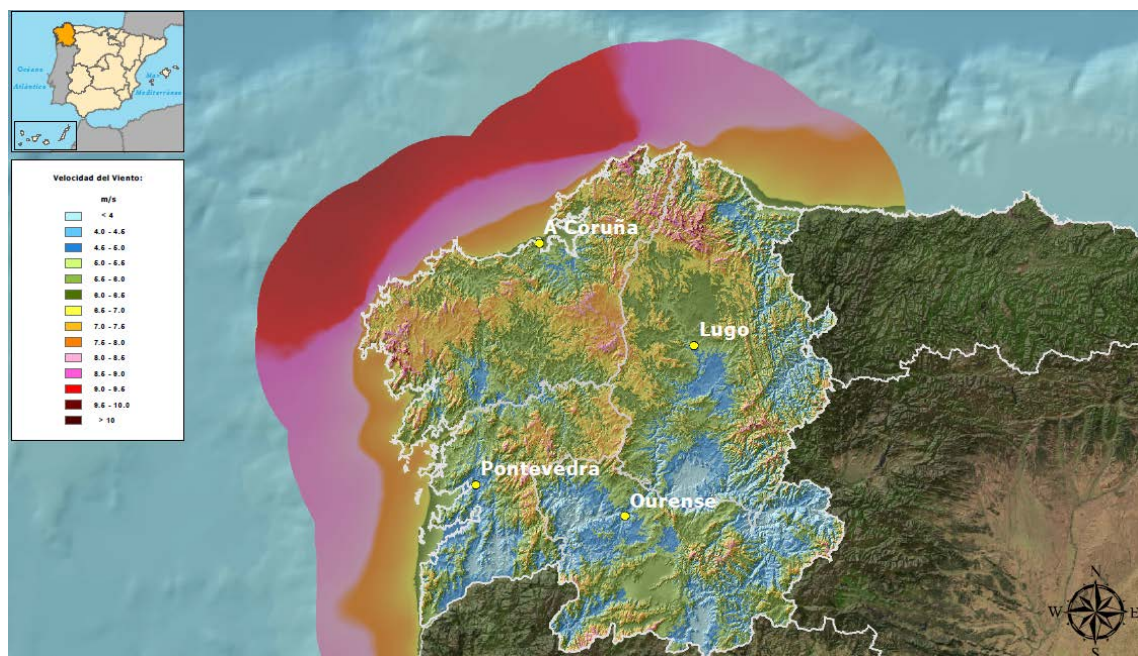 Océano
Atlántico
Mar
Mediterráneo
Velocidad del Viento:
m/s
< 4
4.0 - 4.5
4.5 - 5.0
5.0 - 5.5
5.5 - 6.0
6.0 - 6.5
6.5 - 7.0
7.0 - 7.5
7.5 - 8.0
8.0 - 8.5
8.5 - 9.0
9.0 - 9.5
9.5 - 10.0
> 10
A Coruña
Lugo
Pontevedra
Ourense
N
W
E
S